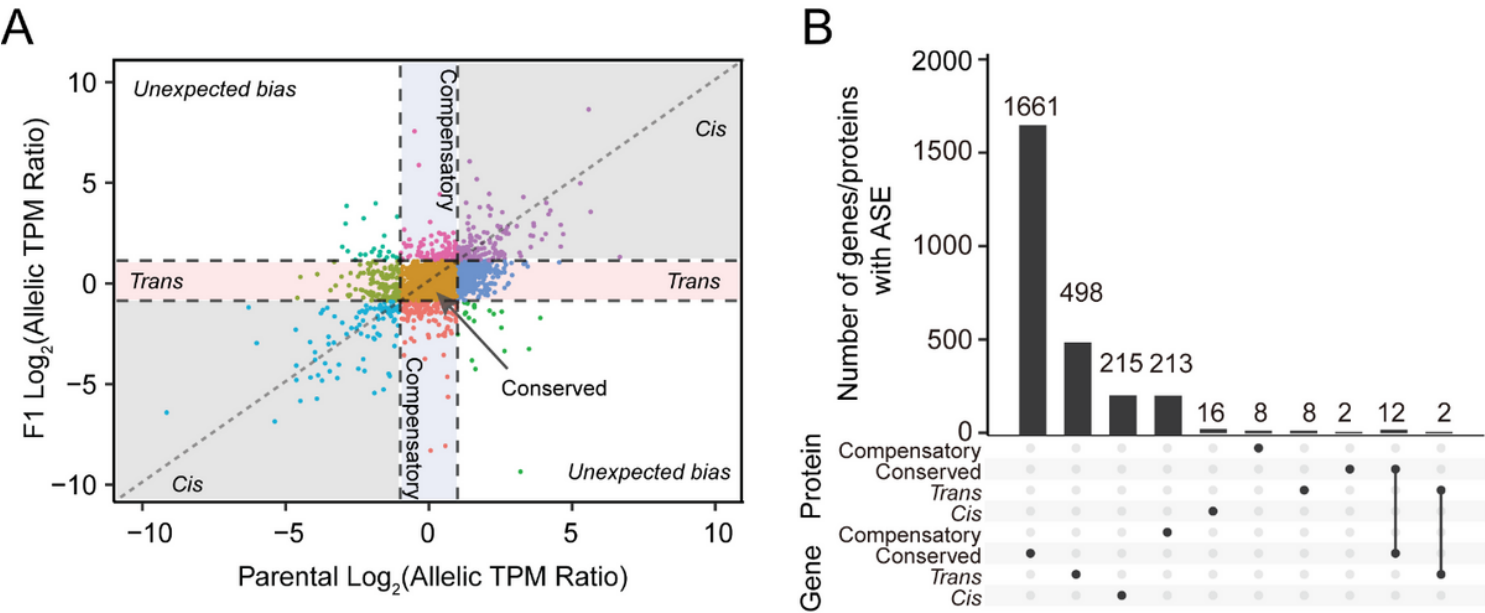 A
Unexpected bias
Compensatory
Cis
Trans
Trans
Conserved
Compensatory
Cis
Unexpected bias
10
5
0
−5
−10
F1 Log2(Allelic TPM Ratio)
−10
−5
0
5
10
Parental Log2(Allelic TPM Ratio)
B
Number of genes/proteins
with ASE
2000
1500
1000
500
0
1661
498
215
213
16
8
8
2
12
2
Protein
Compensatory
Conserved
Trans
Cis
Gene
Compensatory
Conserved
Trans
Cis